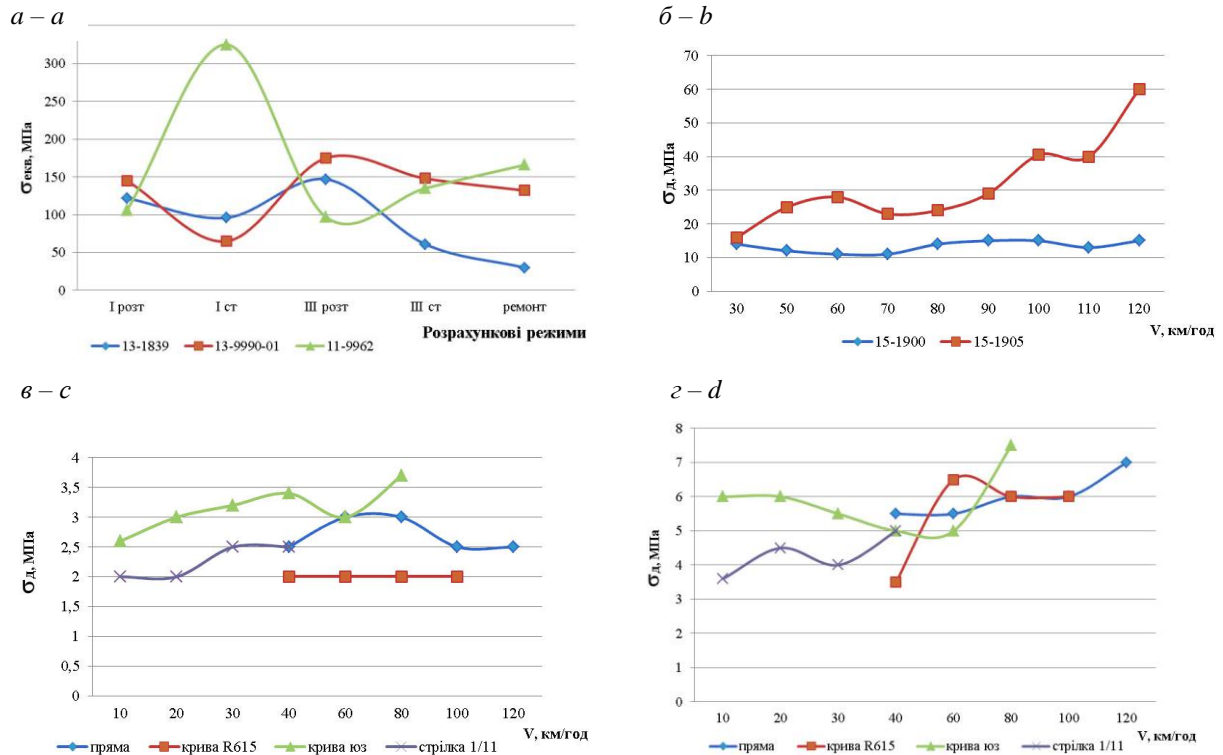 а – a
σекв, МПа
300
250
200
150
100
50
0
I розт I ст III розт III ст ремонт
Розрахункові режими
13-1839 13-9990-01 11-9962
б – b
σд, МПа
70
60
50
40
30
20
10
0
30 50 60 70 80 90 100 110 120
V, км/год
15-1900 15-1905
в – c
σд, МПа
4
3,5
3
2,5
2
1,5
1
0,5
0
10 20 30 40 60 80 100 120
V, км/год
пряма крива R615 крива юз стрілка 1/11
г – d
σд, МПа
8
7
6
5
4
3
2
1
0
10 20 30 40 60 80 100 120
V, км/год
пряма крива R615 крива юз стрілка 1/11